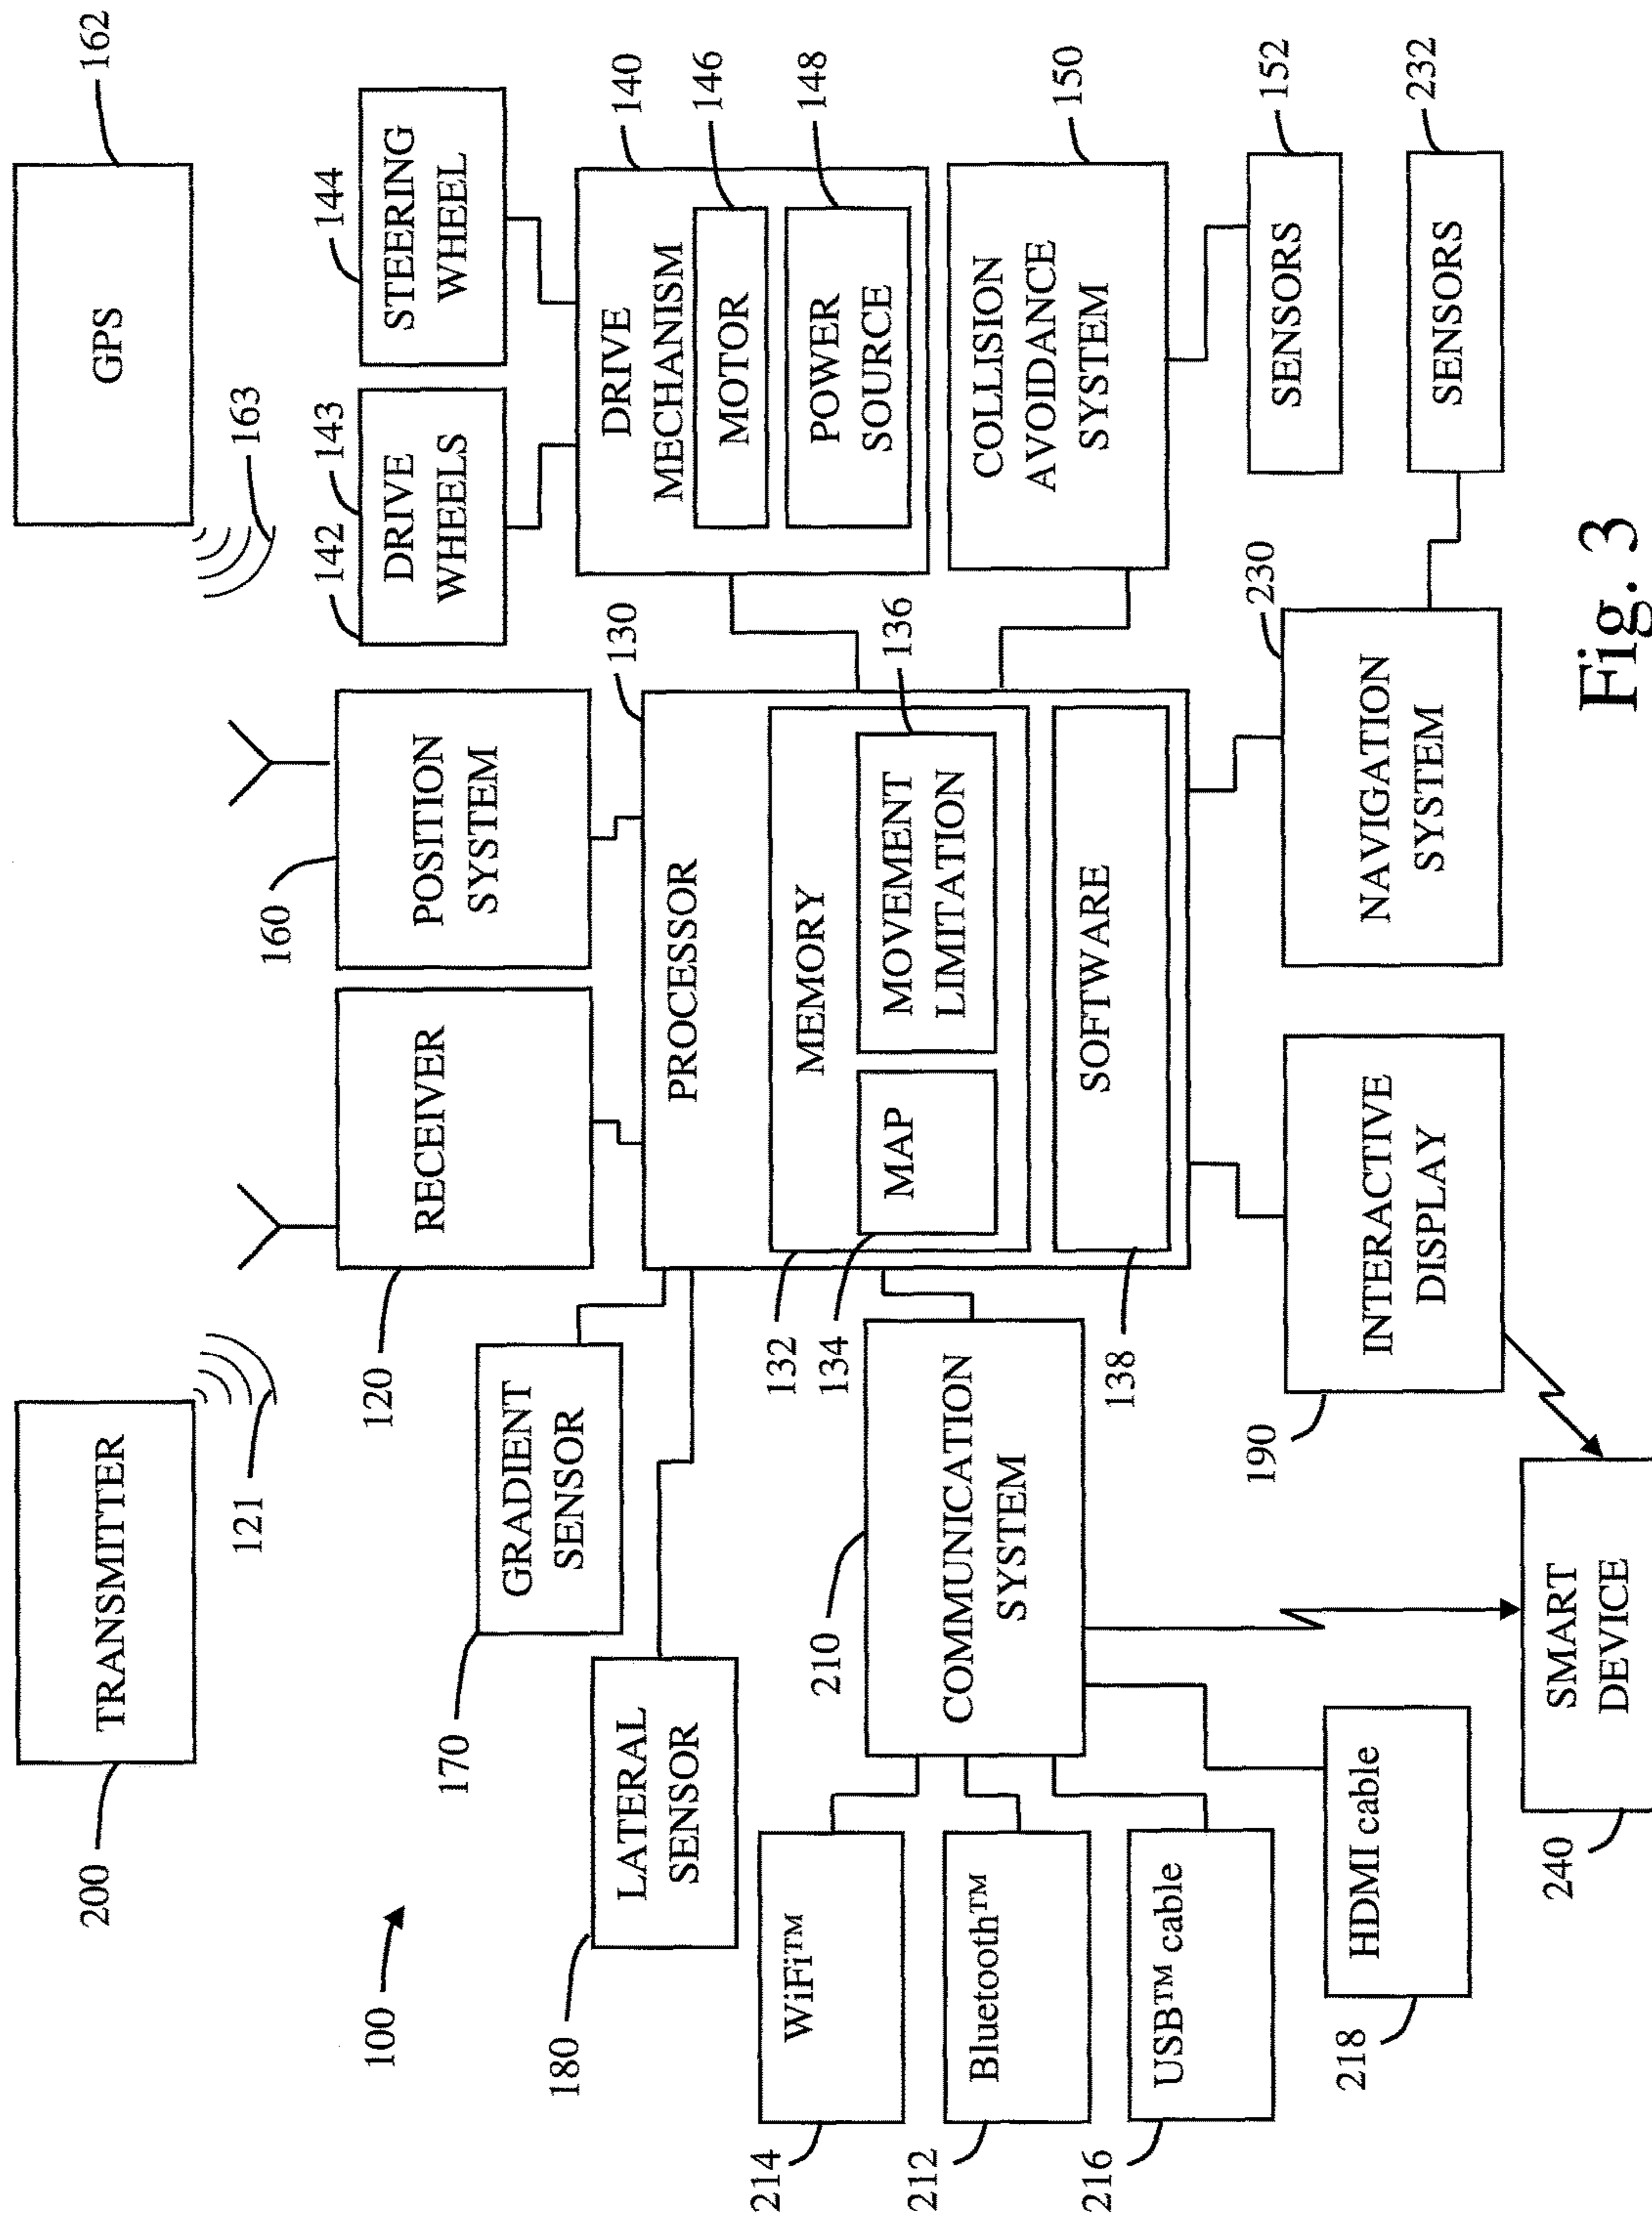 200
TRANSMITTER
121
GPS
162
163
100
120
RECEIVER
160
POSITION
SYSTEM
142
143
DRIVE
WHEELS
144
STEERING
WHEEL
170
GRADIENT
SENSOR
180
LATERAL
SENSOR
130
PROCESSOR
132
MEMORY
134
MAP
136
MOVEMENT
LIMITATION
138
SOFTWARE
140
DRIVE
MECHANISM
146
MOTOR
148
POWER
SOURCE
150
COLLISION
AVOIDANCE
SYSTEM
152
SENSORS
214
WiFi™
212
Bluetooth™
216
USB™ cable
218
HDMI cable
210
COMMUNICATION
SYSTEM
190
INTERACTIVE
DISPLAY
230
NAVIGATION
SYSTEM
232
SENSORS
240
SMART
DEVICE
Fig. 3